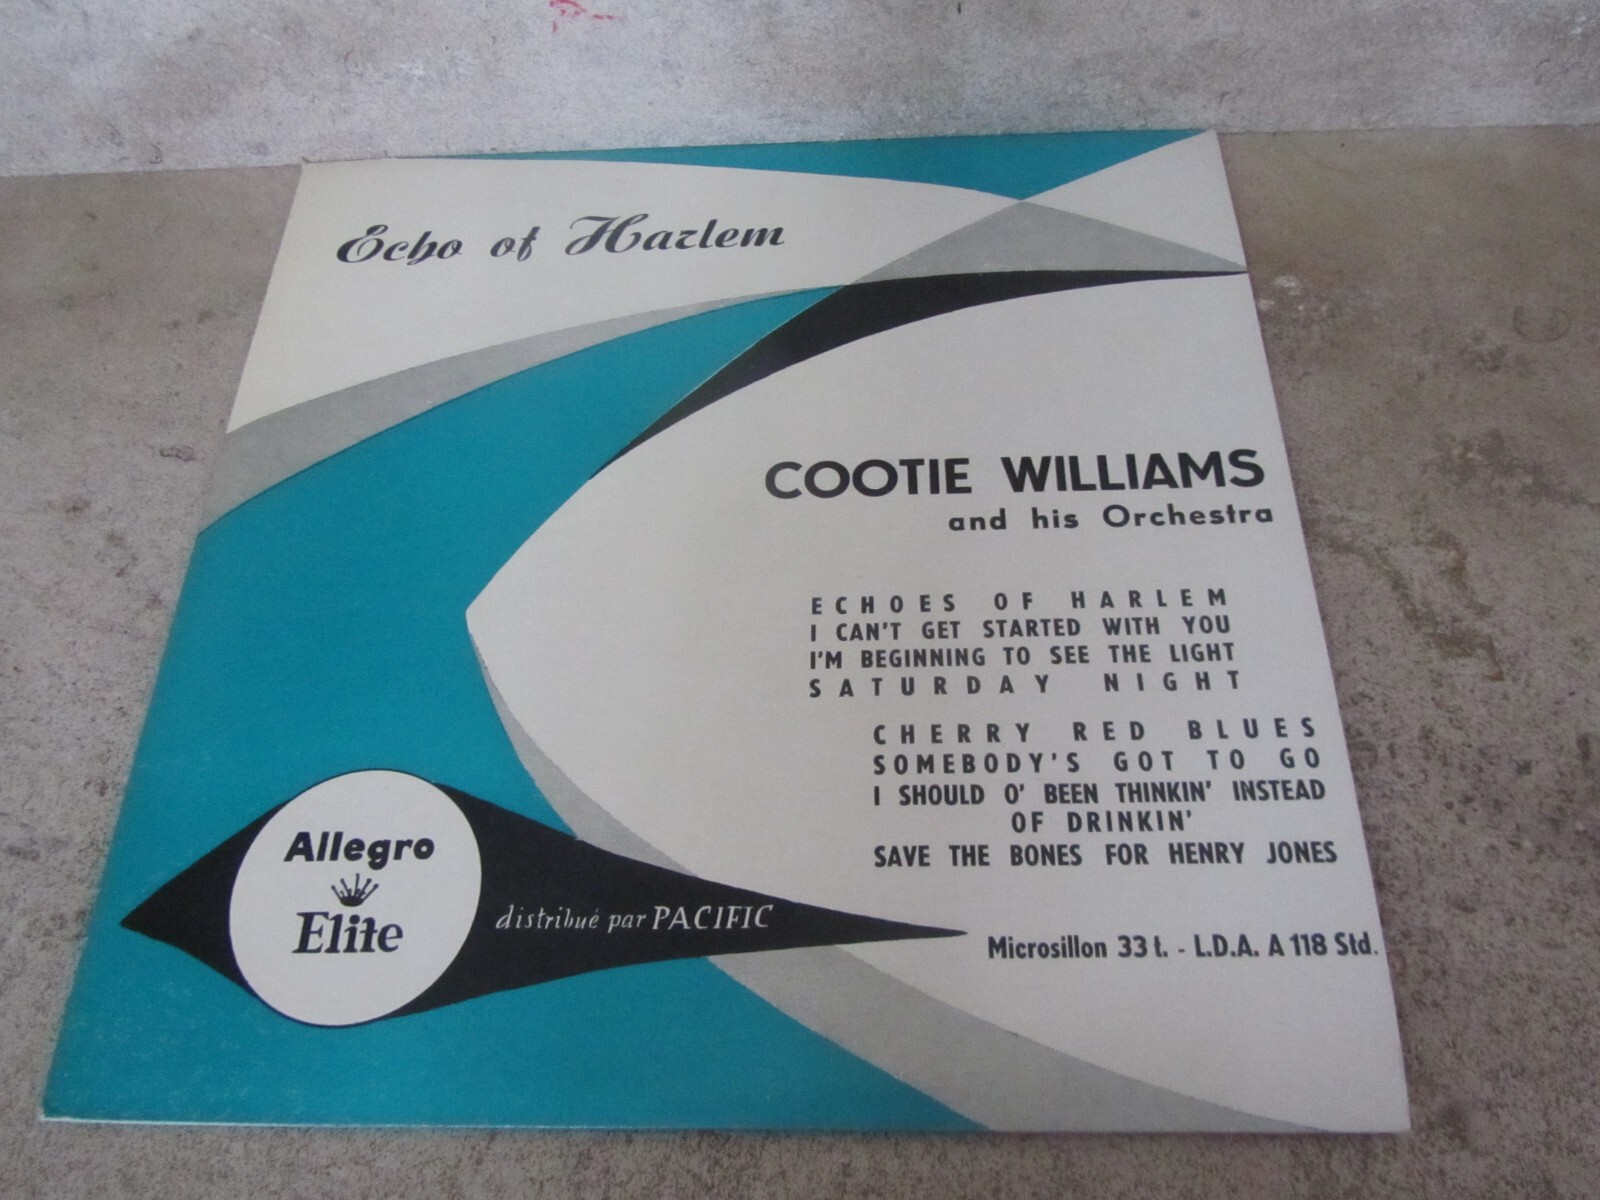 Echo of Harlem
COOTIE WILLIAMS
and his Orchestra
ECHOES OF HARLEM
I CAN'T GET STARTED WITH YOU
I'M BEGINNING TO SEE THE LIGHT
SATURDAY NIGHT
CHERRY RED BLUES
SOMEBODY'S GOT TO GO
I SHOULD O' BEEN THINKIN' INSTEAD
OF DRINKIN'
SAVE THE BONES FOR HENRY JONES
Allegro
Elite
distribué par PACIFIC
Microsillon 33 t. - L.D.A. A 118 Std.